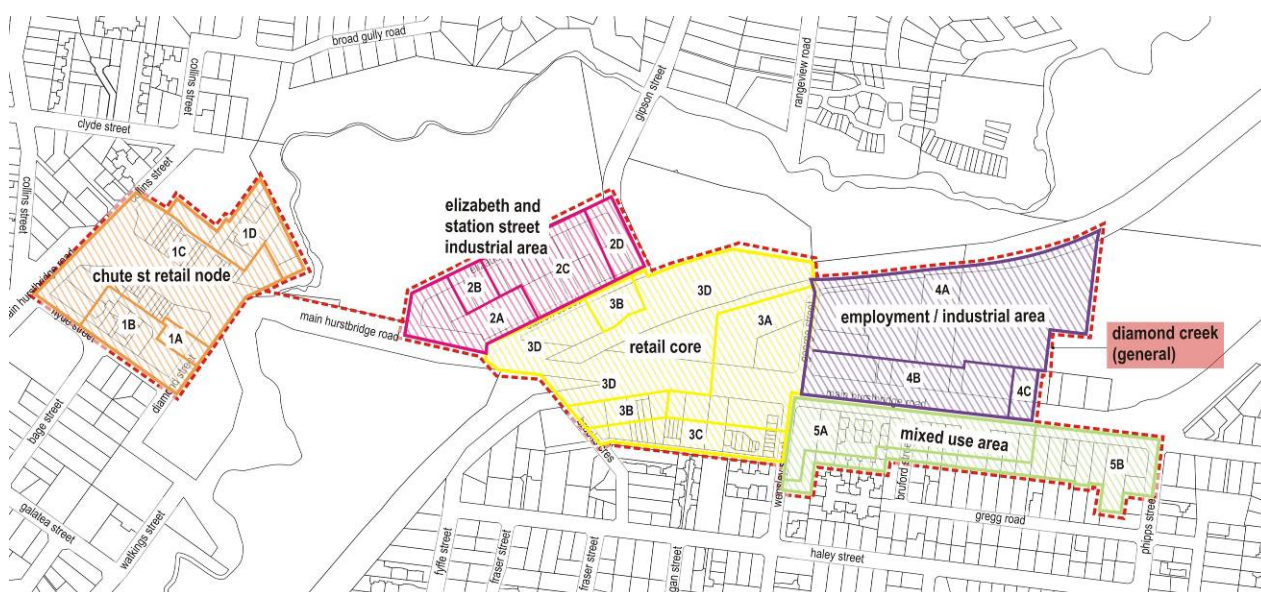 broad gully road
collins street
rangeview road
gipson street
clyde street
collins street
elizabeth and
station street
industrial area
1D
2D
1C
2C
chute st retail node
2B
3D
4A
main hurstbridge road
3B
3A
employment / industrial area
1B
2A
main hurstbridge road
diamond creek
(general)
1A
3D
retail core
3D
4B
4C
main hurstbridge road
hyde street
diamond street
3B
3C
5A
mixed use area
5B
bage street
bruford street
gregg road
galatea street
watkings street
fyffe street
fraser street
fraser street
haley street
phipps street